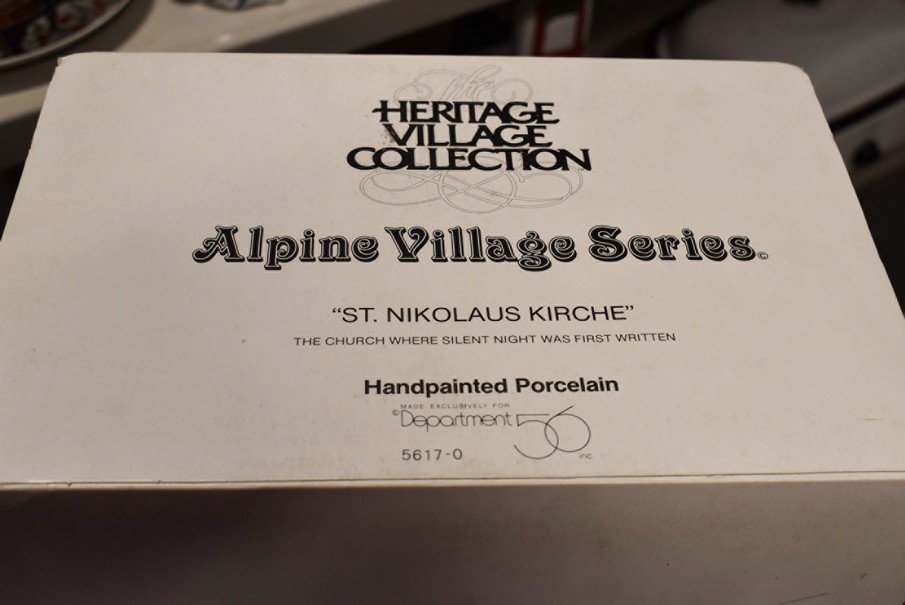 The
HERITAGE
VILLAGE
COLLECTION
Alpine Village Series©
“ST. NIKOLAUS KIRCHE”
THE CHURCH WHERE SILENT NIGHT WAS FIRST WRITTEN
Handpainted Porcelain
MADE EXCLUSIVELY FOR
©Department 56 inc.
5617-0